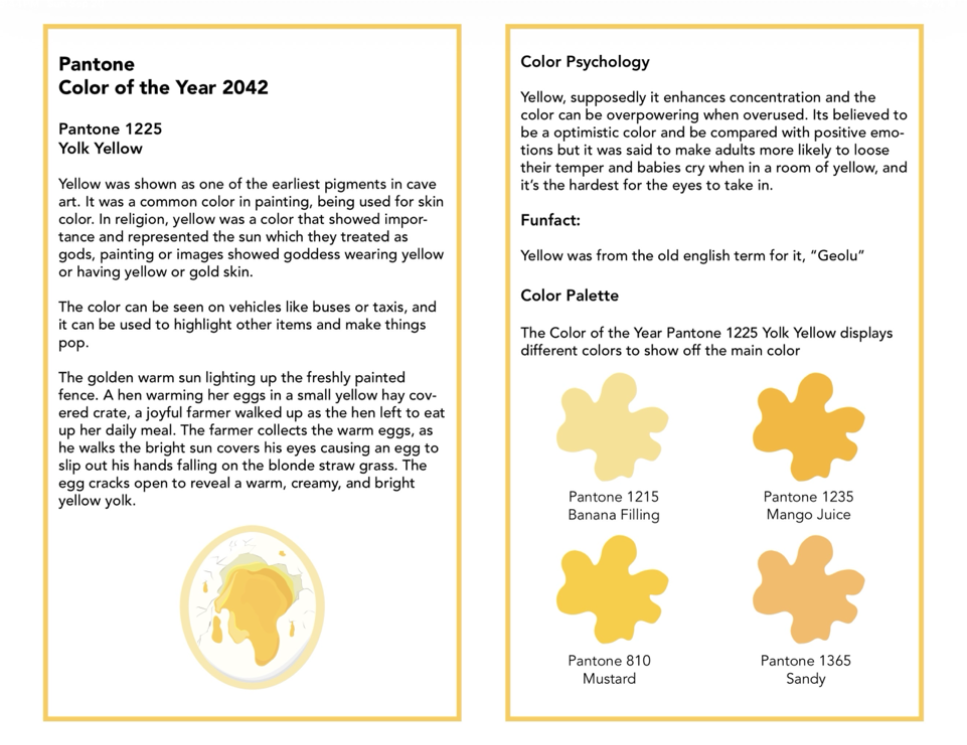 Pantone
Color of the Year 2042
Pantone 1225
Yolk Yellow
Yellow was shown as one of the earliest pigments in cave
art. It was a common color in painting, being used for skin
color. In religion, yellow was a color that showed impor-
tance and represented the sun which they treated as
gods, painting or images showed goddess wearing yellow
or having yellow or gold skin.
The color can be seen on vehicles like buses or taxis, and
it can be used to highlight other items and make things
pop.
The golden warm sun lighting up the freshly painted
fence. A hen warming her eggs in a small yellow hay cov-
ered crate, a joyful farmer walked up as the hen left to eat
up her daily meal. The farmer collects the warm eggs, as
he walks the bright sun covers his eyes causing an egg to
slip out his hands falling on the blonde straw grass. The
egg cracks open to reveal a warm, creamy, and bright
yellow yolk.
Color Psychology
Yellow, supposedly it enhances concentration and the
color can be overpowering when overused. Its believed to
be a optimistic color and be compared with positive emo-
tions but it was said to make adults more likely to loose
their temper and babies cry when in a room of yellow, and
it’s the hardest for the eyes to take in.
Funfact:
Yellow was from the old english term for it, “Geolu”
Color Palette
The Color of the Year Pantone 1225 Yolk Yellow displays
different colors to show off the main color
Pantone 1215
Banana Filling
Pantone 1235
Mango Juice
Pantone 810
Mustard
Pantone 1365
Sandy